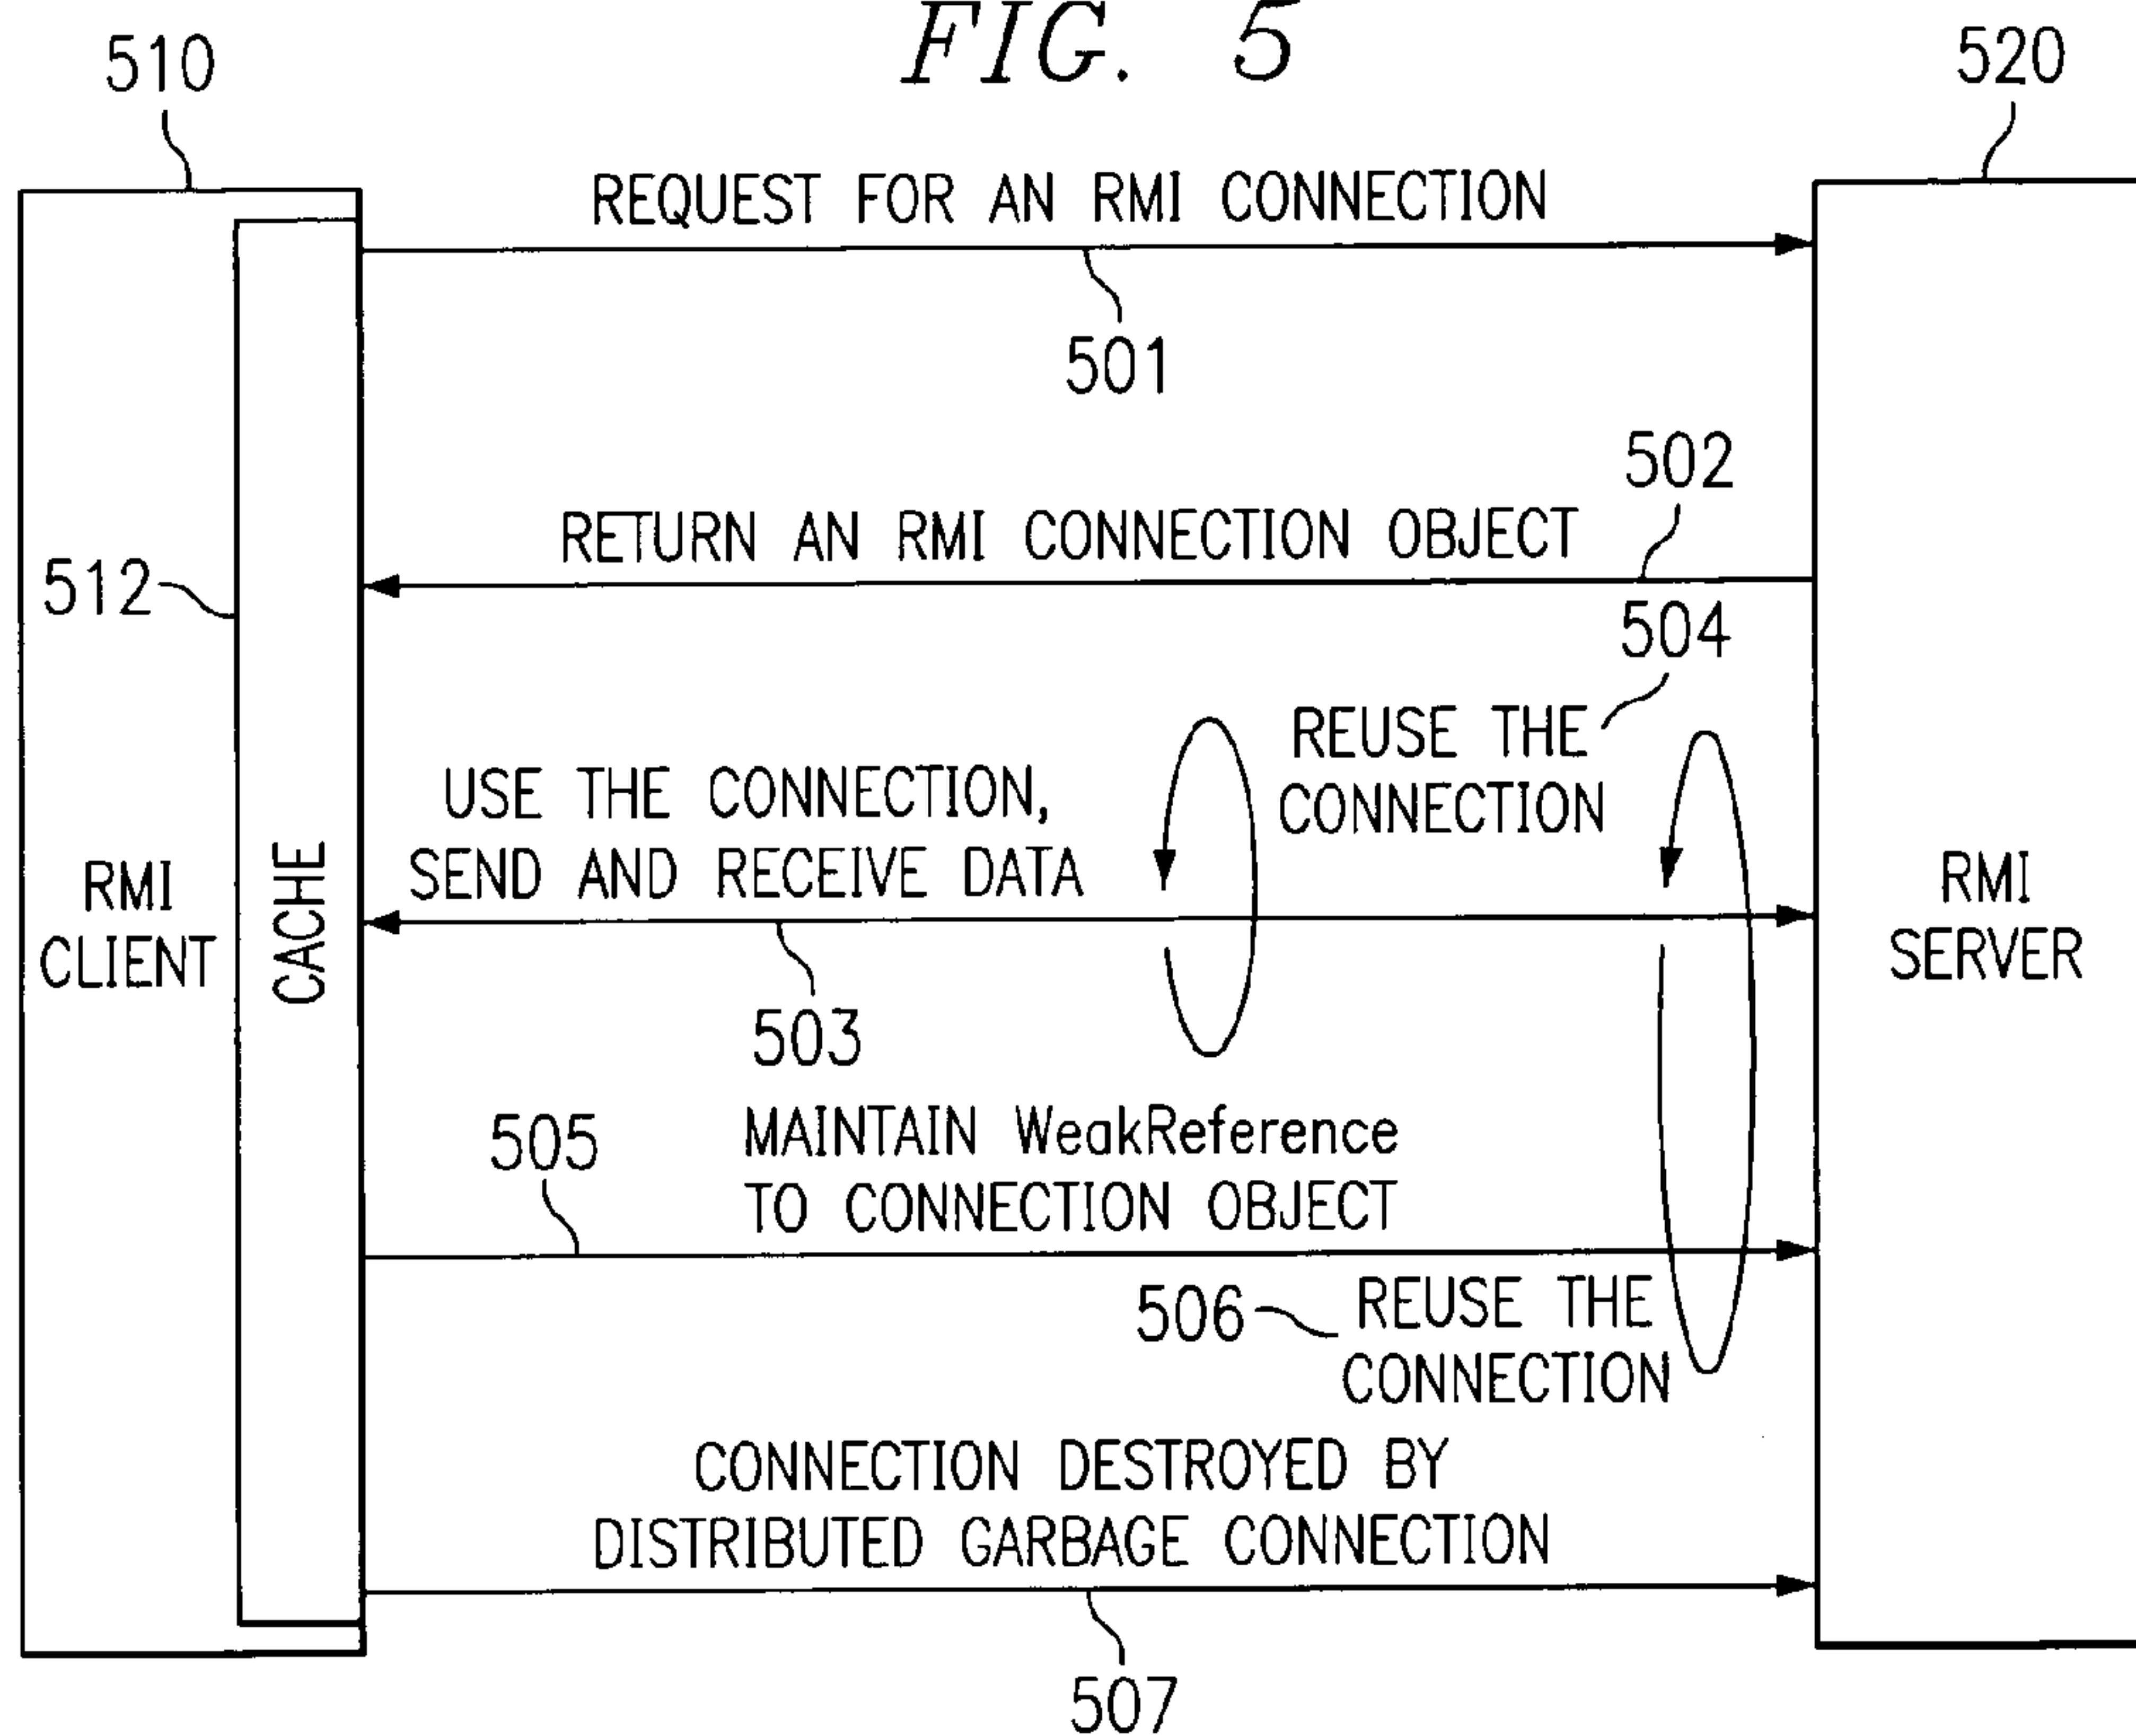 FIG. 5
510
520
REQUEST FOR AN RMI CONNECTION
501
502
RETURN AN RMI CONNECTION OBJECT
512
504
REUSE THE
CONNECTION
USE THE CONNECTION,
SEND AND RECEIVE DATA
RMI
CLIENT
CACHE
RMI
SERVER
503
505
MAINTAIN WeakReference
TO CONNECTION OBJECT
506
REUSE THE
CONNECTION
CONNECTION DESTROYED BY
DISTRIBUTED GARBAGE CONNECTION
507